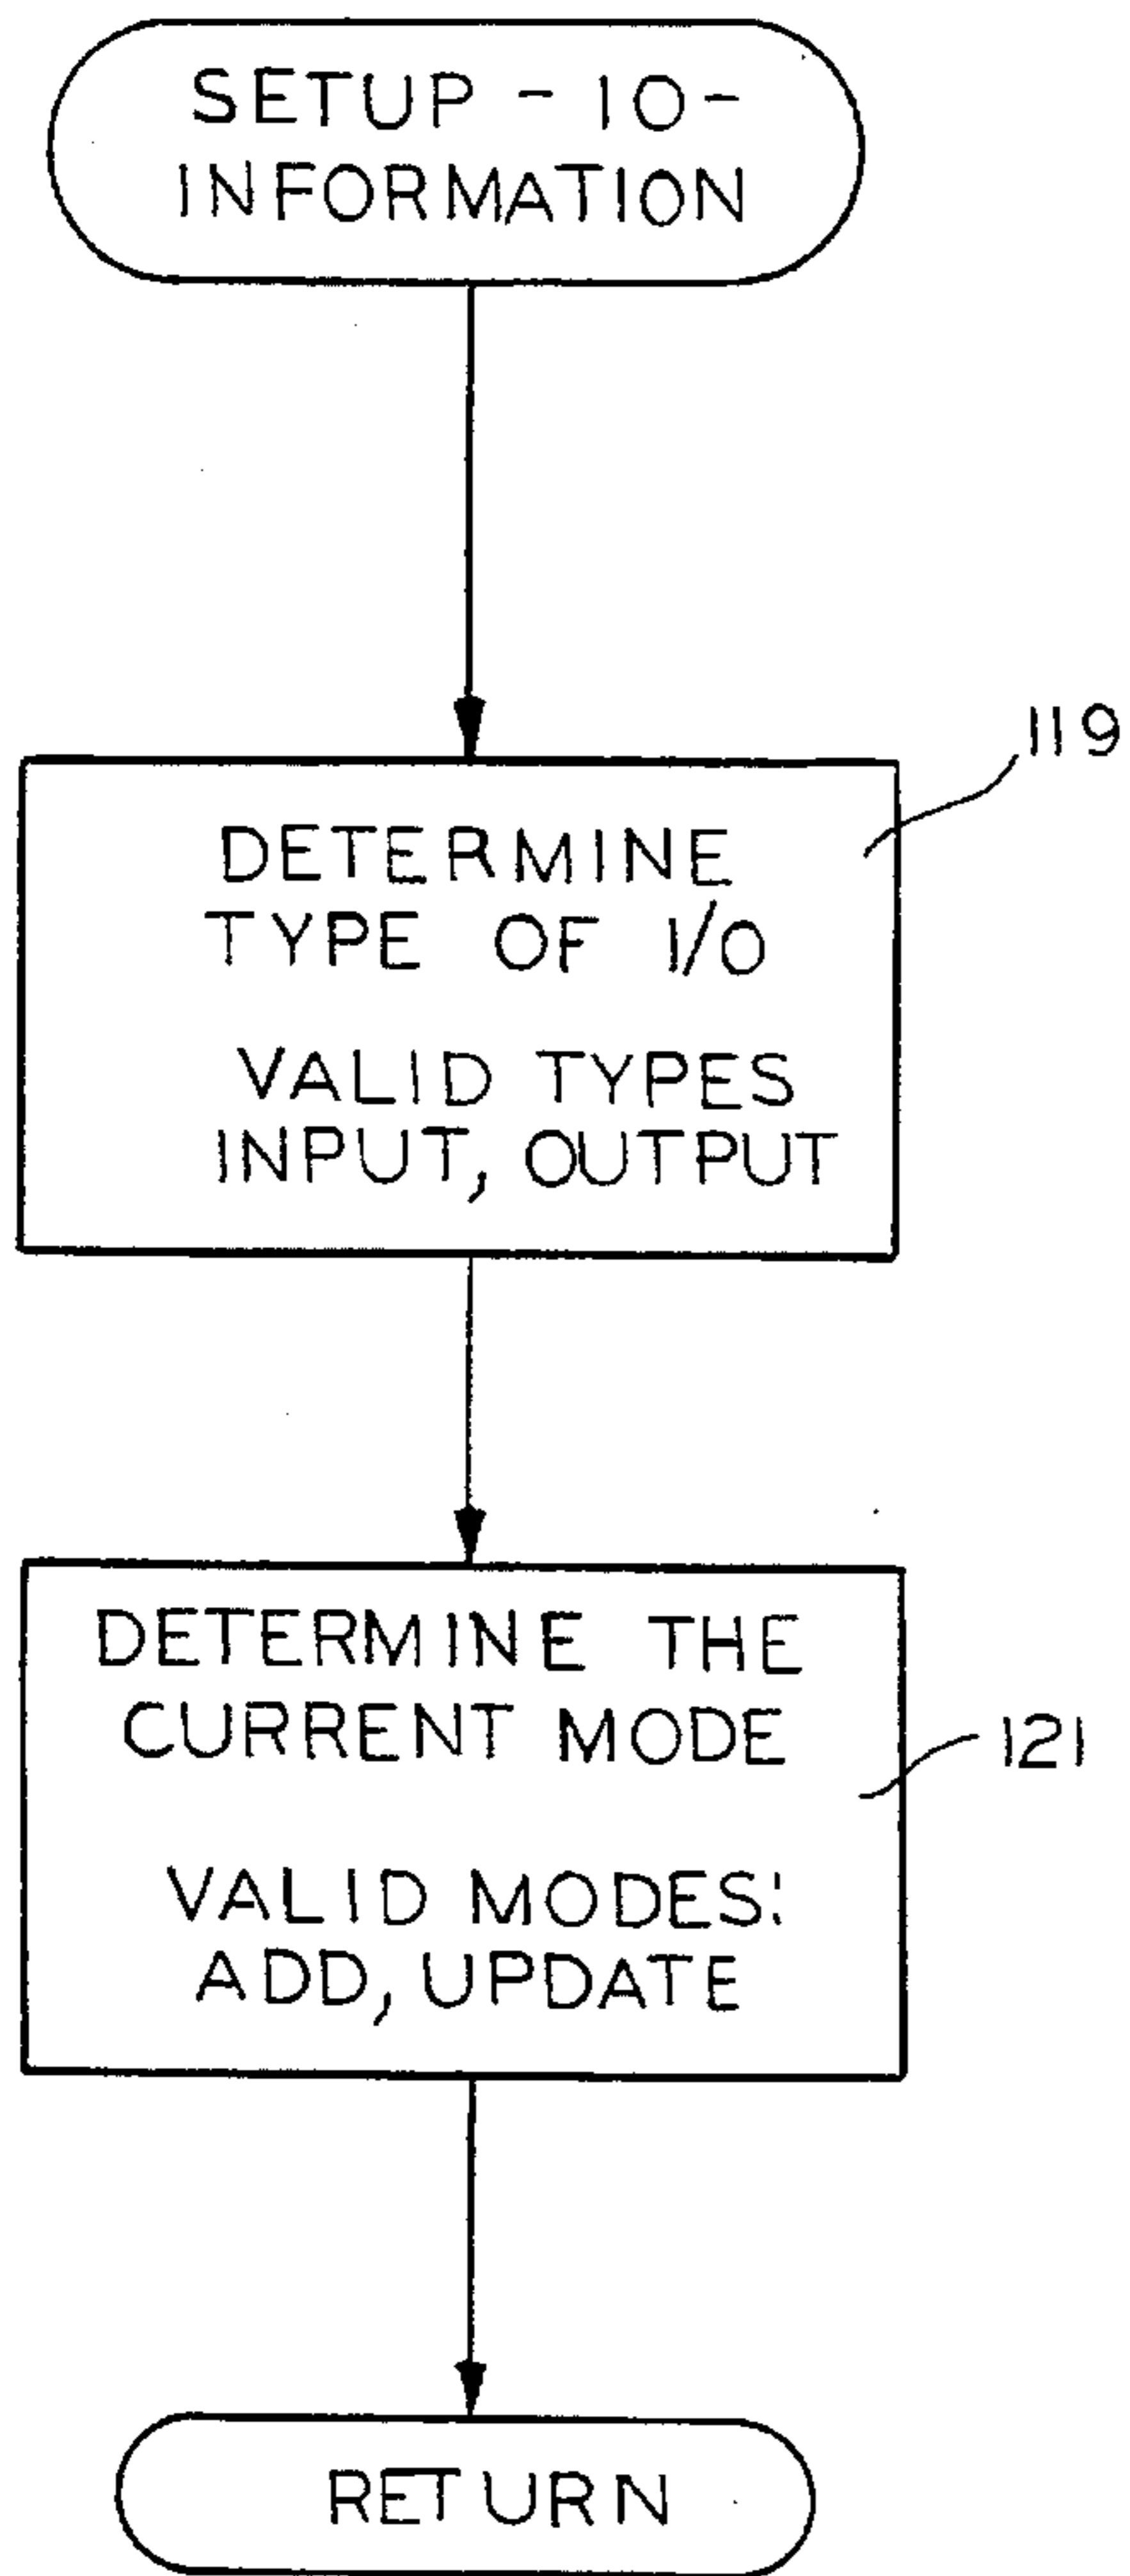 SETUP - IO -
INFORMATION
119
DETERMINE
TYPE OF I/O
VALID TYPES
INPUT, OUTPUT
DETERMINE THE
CURRENT MODE
121
VALID MODES:
ADD, UPDATE
RETURN